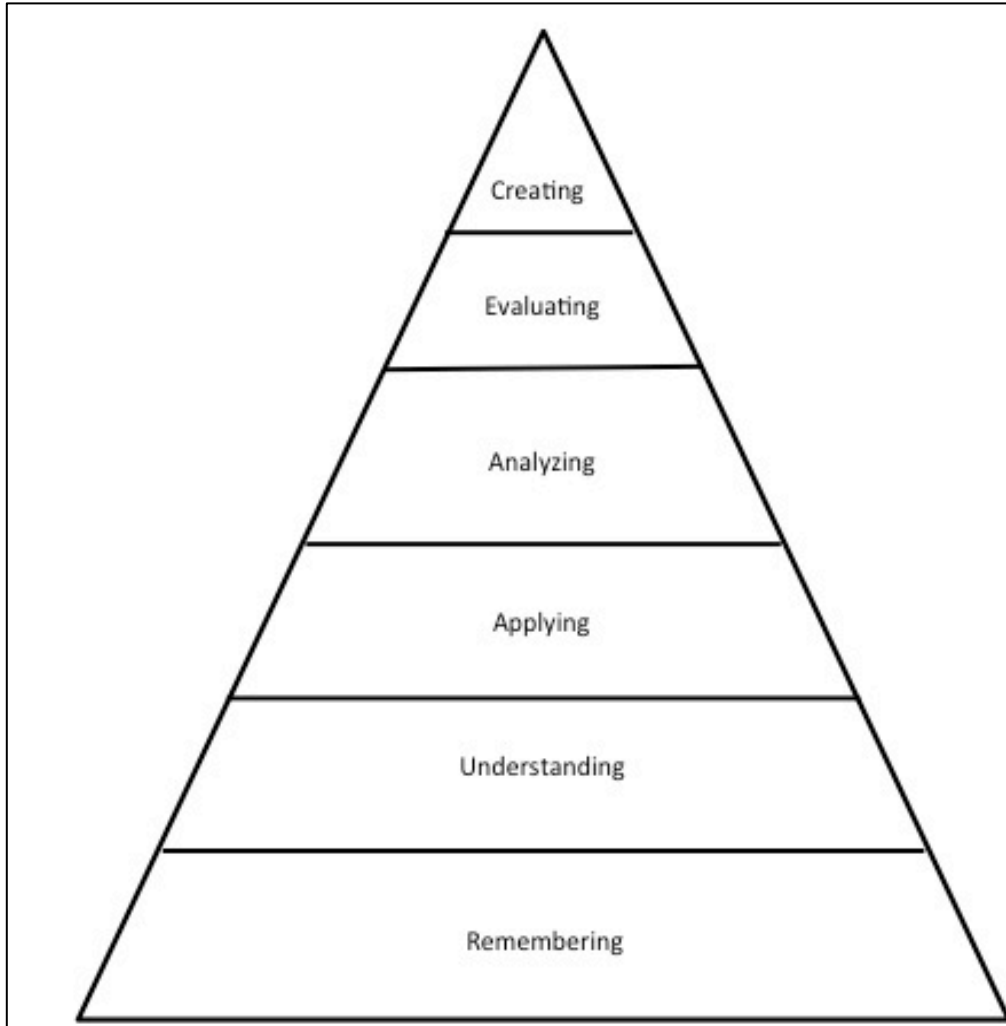 Creating
Evaluating
Analyzing
Applying
Understanding
Remembering